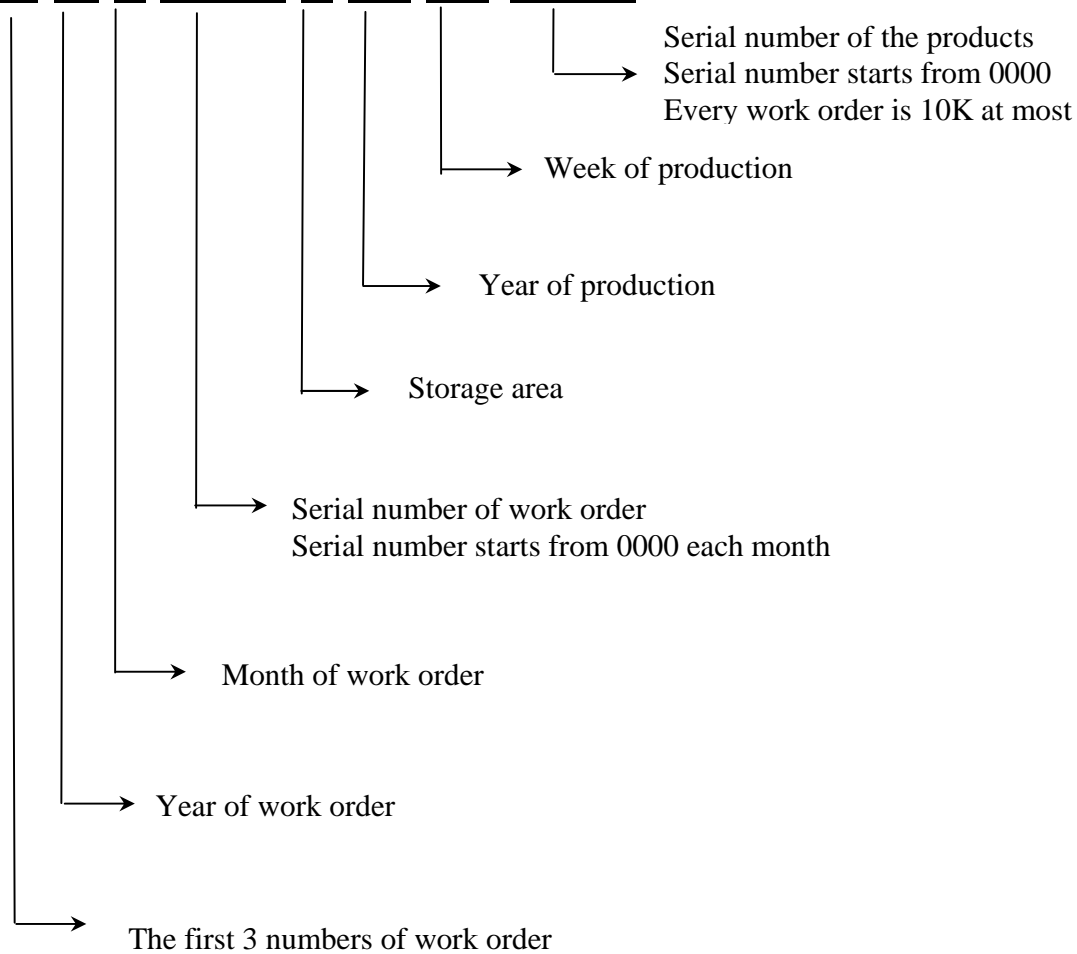 Serial number of the products
Serial number starts from 0000
Every work order is 10K at most
Week of production
Year of production
Storage area
Serial number of work order
Serial number starts from 0000 each month
Month of work order
Year of work order
The first 3 numbers of work order